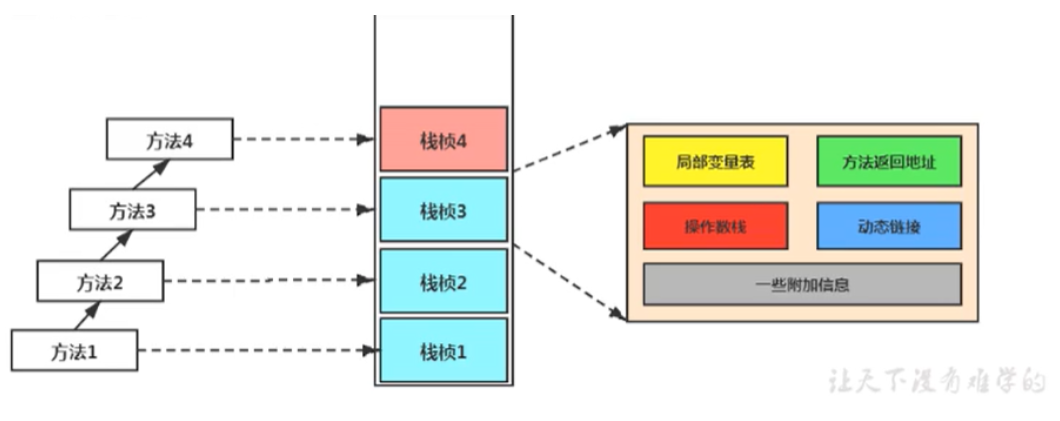 方法4
栈桢4
方法3
栈桢3
方法2
栈桢2
方法1
栈桢1
局部变量表
方法返回地址
操作数栈
动态链接
一些附加信息
让天下没有难学的